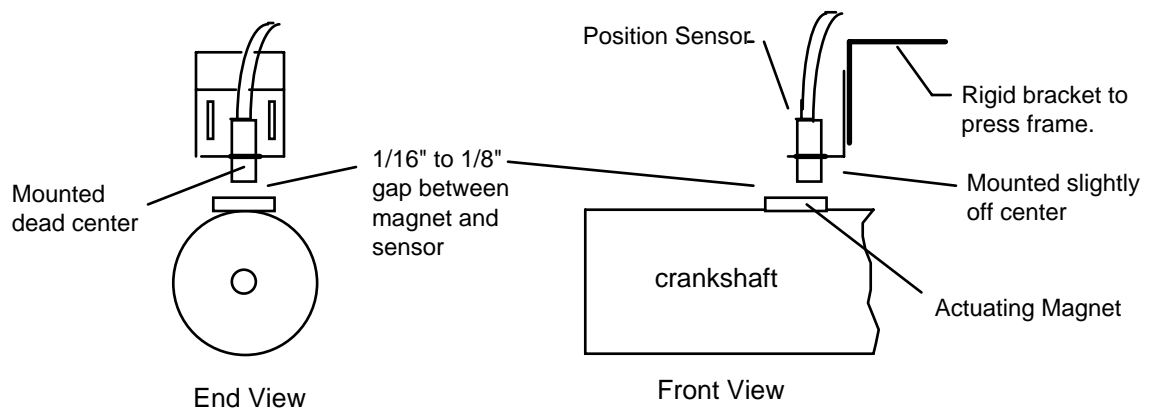 Position Sensor
Rigid bracket to
press frame.
1/16" to 1/8"
gap between
magnet and
sensor
Mounted
dead center
Mounted slightly
off center
crankshaft
Actuating Magnet
End View
Front View